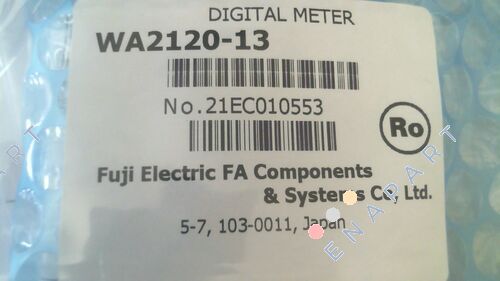 DIGITAL METER
WA2120-13
No.21EC010553
Ro
Fuji Electric FA Components
& Systems Co, Ltd.
5-7, 103-0011, Japan
ENAPART